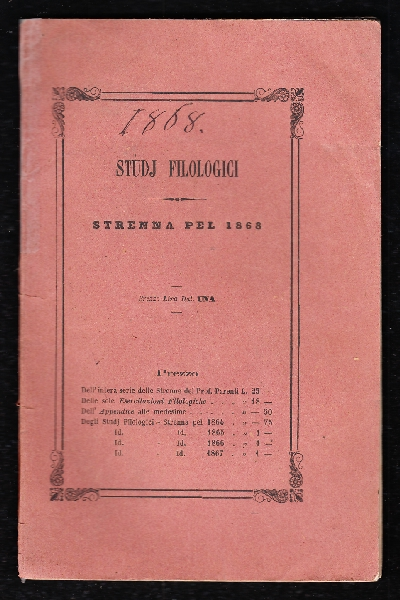 1868.
STUDJ FILOLOGICI
STRENNA PEL 1868
Prezzo Lira Ital. UNA
Prezzo
Dell'intera serie delle Strenne del Prof. Parenti L. 25 —
Delle sole Esercitazioni Filologiche . . . . „ 18 —
Dell' Appendice alle medesime . . . . . „ — 50
Degli Studj Filologici - Strenna pel 1864 . „ — 75
Id. Id. 1865 . „ 1 —
Id. Id. 1866 . „ 1 —
Id. Id. 1867 . „ 1 —